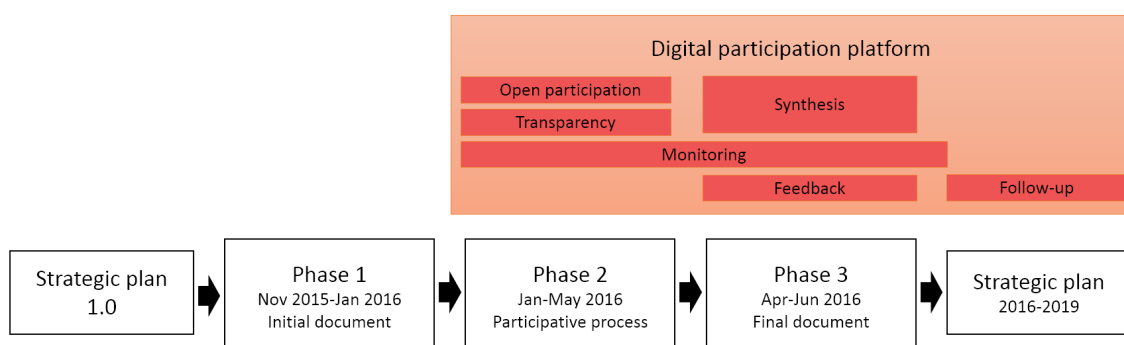 Digital participation platform
Open participation
Synthesis
Transparency
Monitoring
Feedback
Follow-up
Strategic plan
1.0
Phase 1
Nov 2015-Jan 2016
Initial document
Phase 2
Jan-May 2016
Participative process
Phase 3
Apr-Jun 2016
Final document
Strategic plan
2016-2019